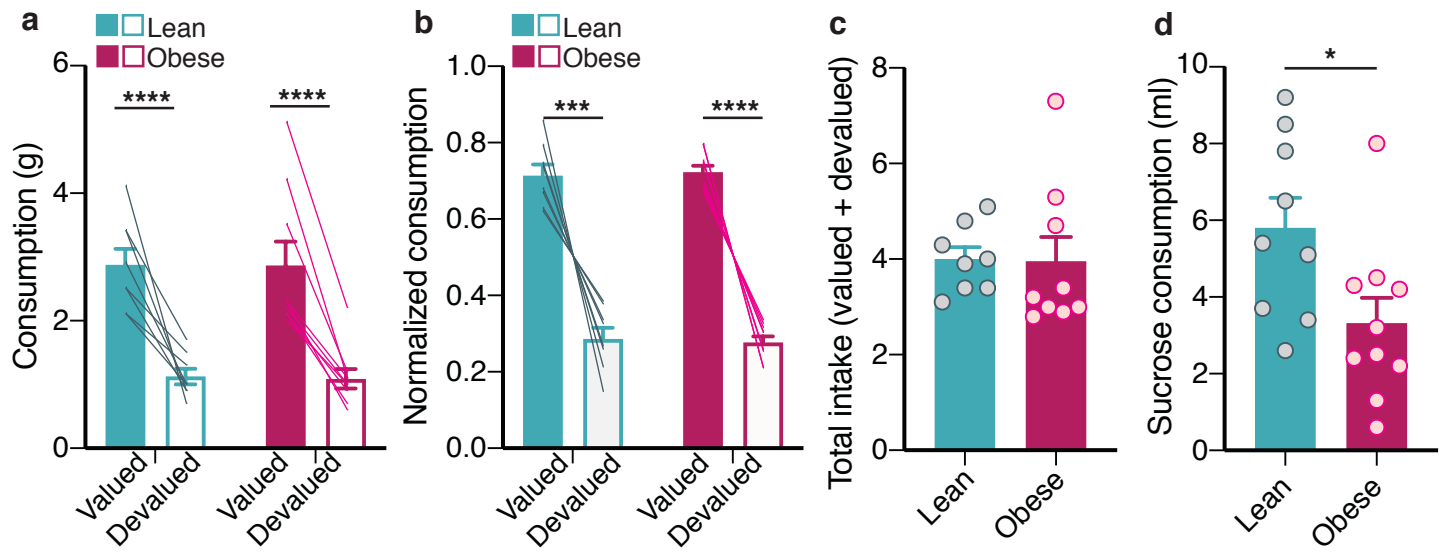 a
Lean
Obese
Consumption (g)
6
4
2
0
****
****
Valued
Devalued
Valued
Devalued
b
Lean
Obese
Normalized consumption
1.0
0.8
0.6
0.4
0.2
0.0
***
****
Valued
Devalued
Valued
Devalued
c
Total intake (valued + devalued)
8
6
4
2
0
Lean
Obese
d
Sucrose consumption (ml)
10
8
6
4
2
0
*
Lean
Obese